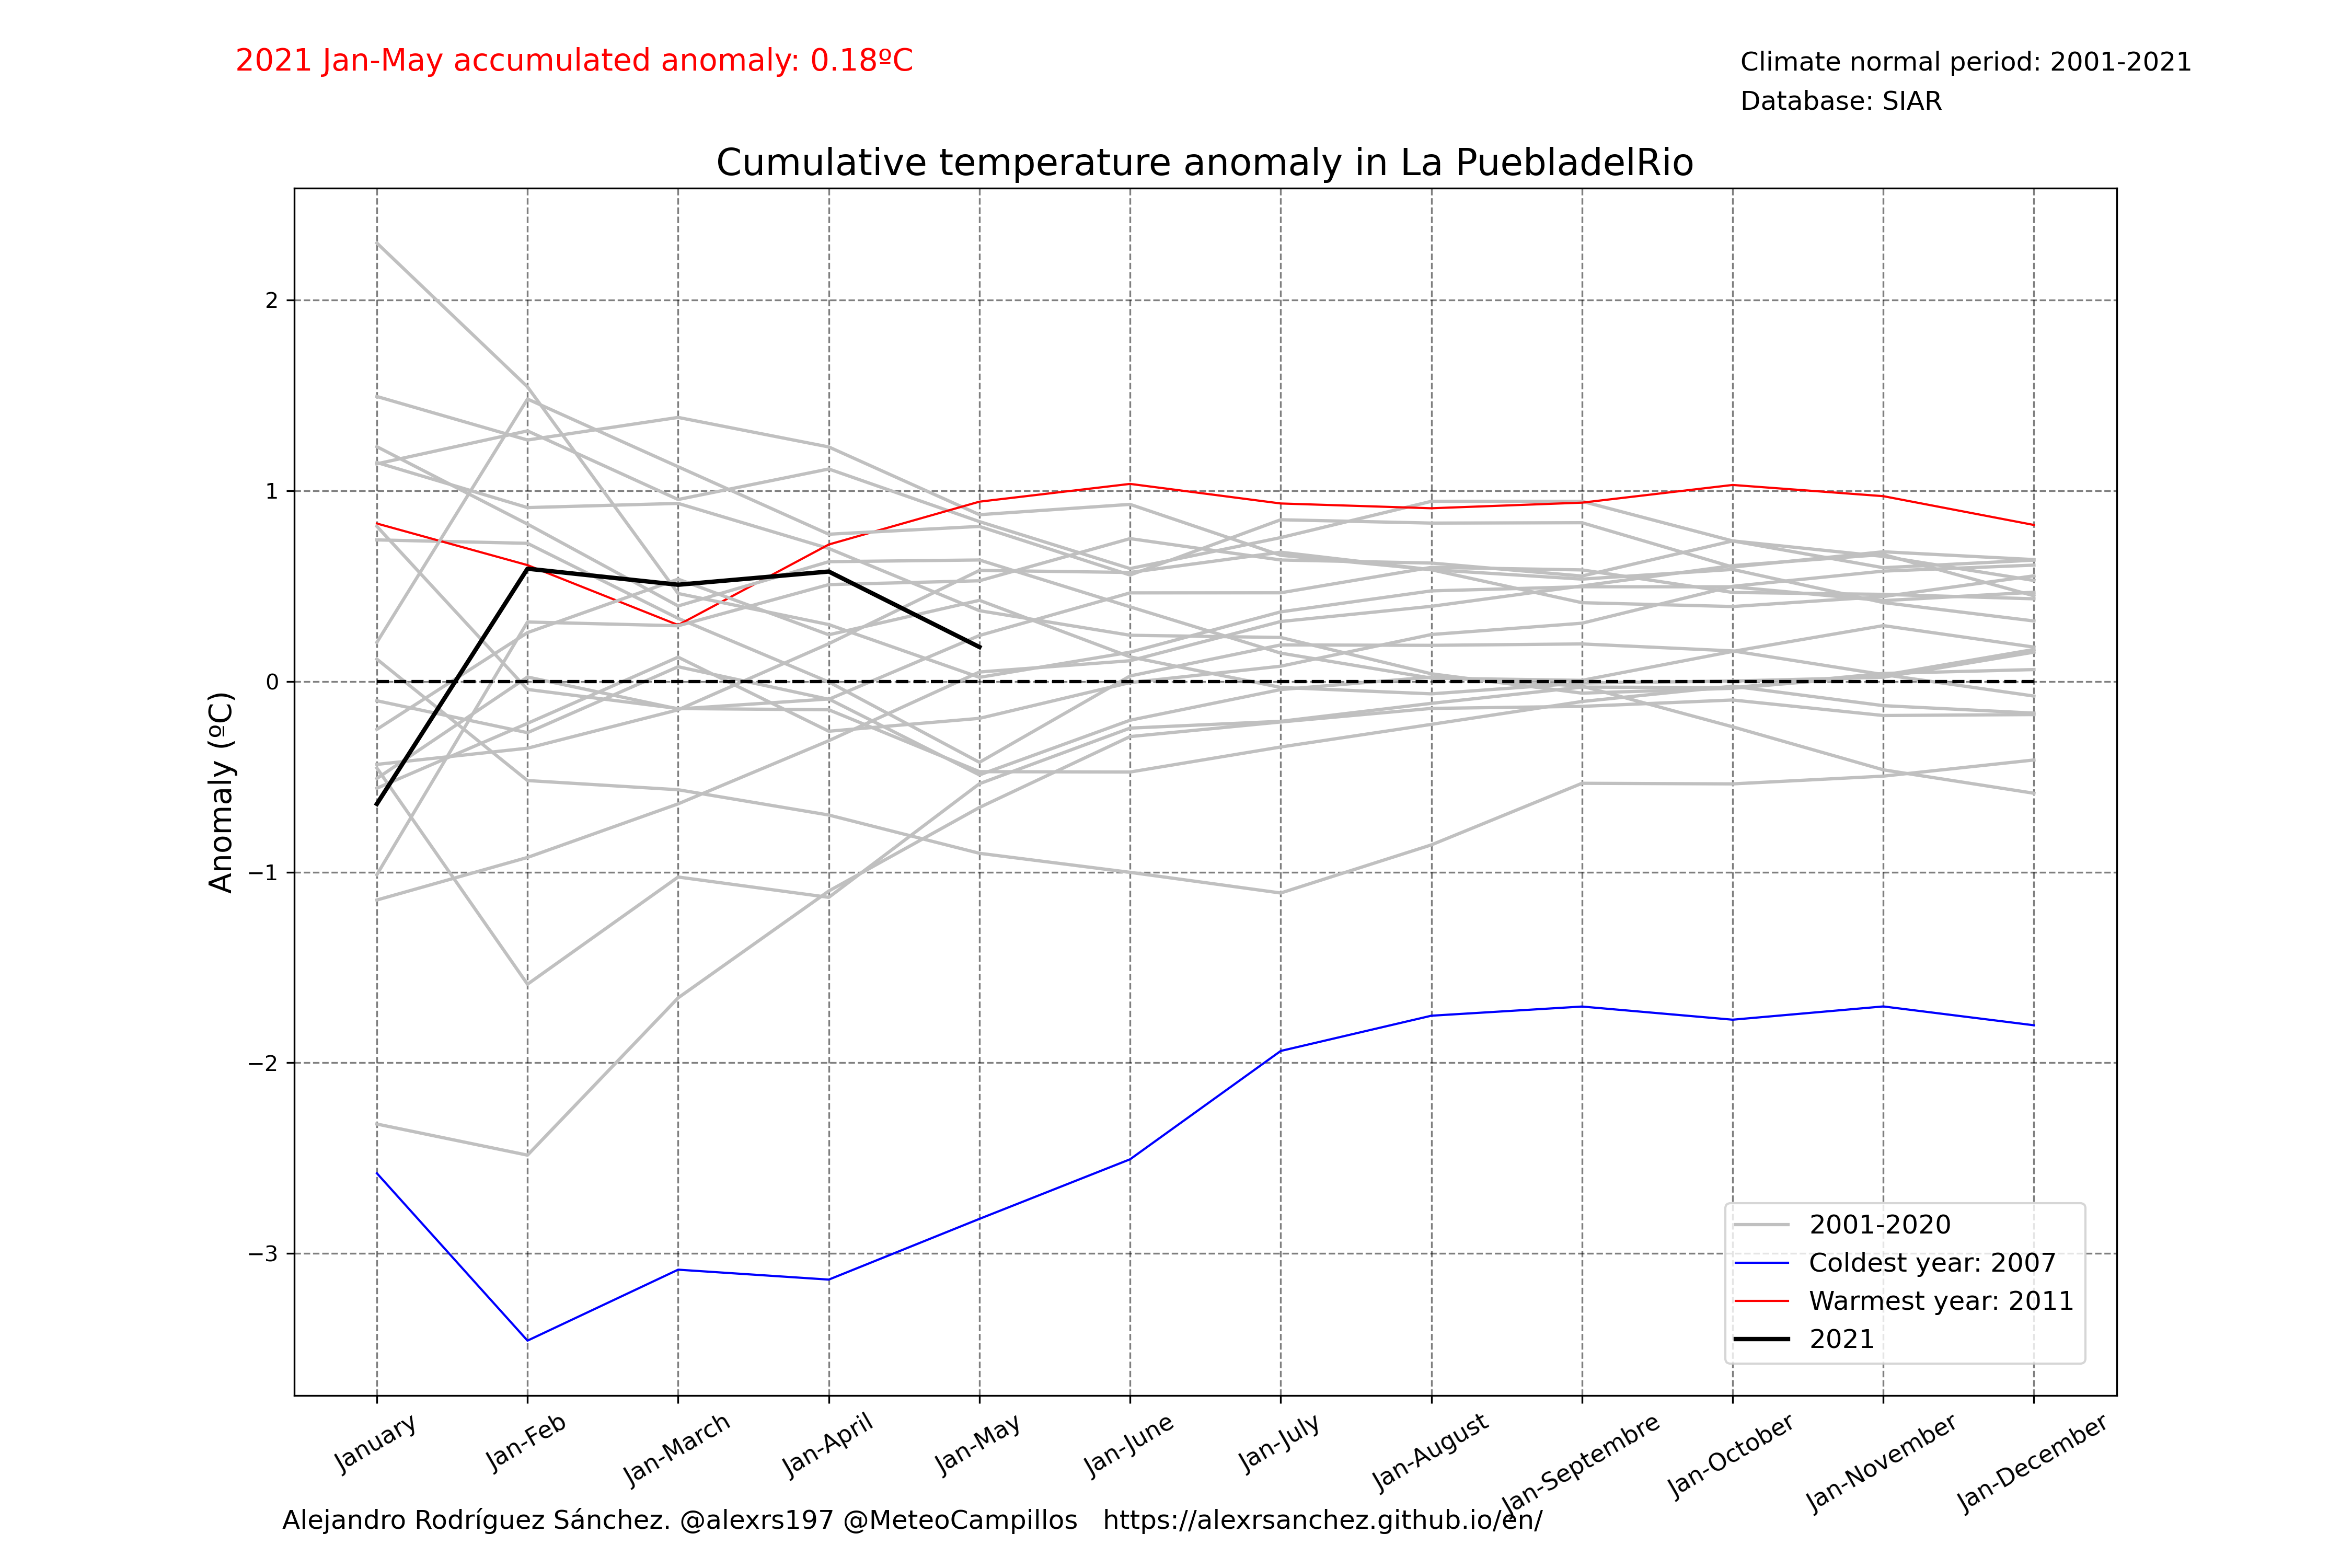 2021 Jan-May accumulated anomaly: 0.18ºC
Climate normal period: 2001-2021
Database: SIAR
Cumulative temperature anomaly in La PuebladelRio
Anomaly (ºC)
2
1
0
−1
−2
−3
2001-2020
Coldest year: 2007
Warmest year: 2011
2021
January
Jan-Feb
Jan-March
Jan-April
Jan-May
Jan-June
Jan-July
Jan-August
Jan-Septembre
Jan-October
Jan-November
Jan-December
Alejandro Rodríguez Sánchez. @alexrs197 @MeteoCampillos   https://alexrsanchez.github.io/en/